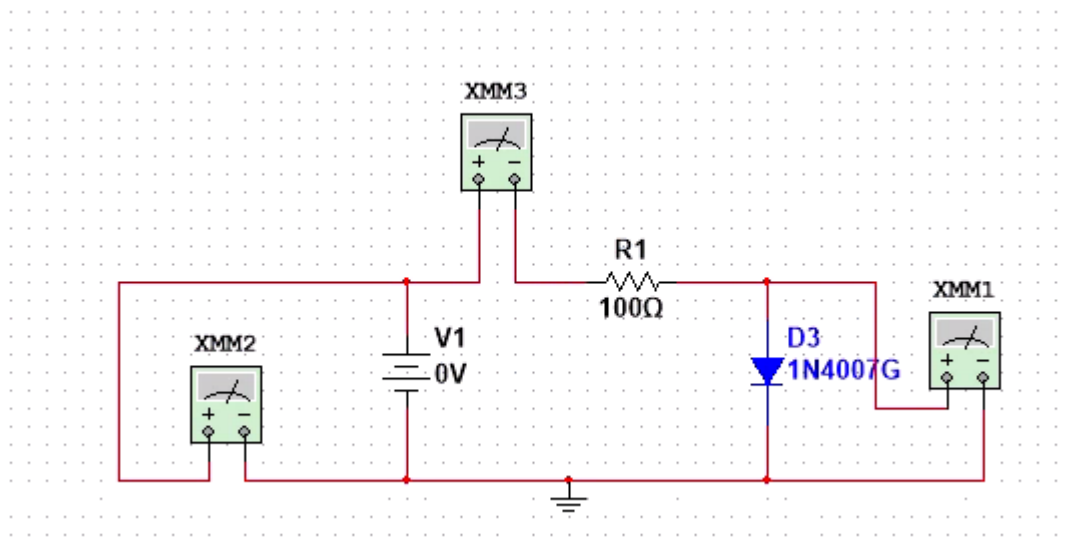 XMM3
+ −
R1
100Ω
XMM1
+ −
XMM2
+ −
V1
0V
D3
1N4007G